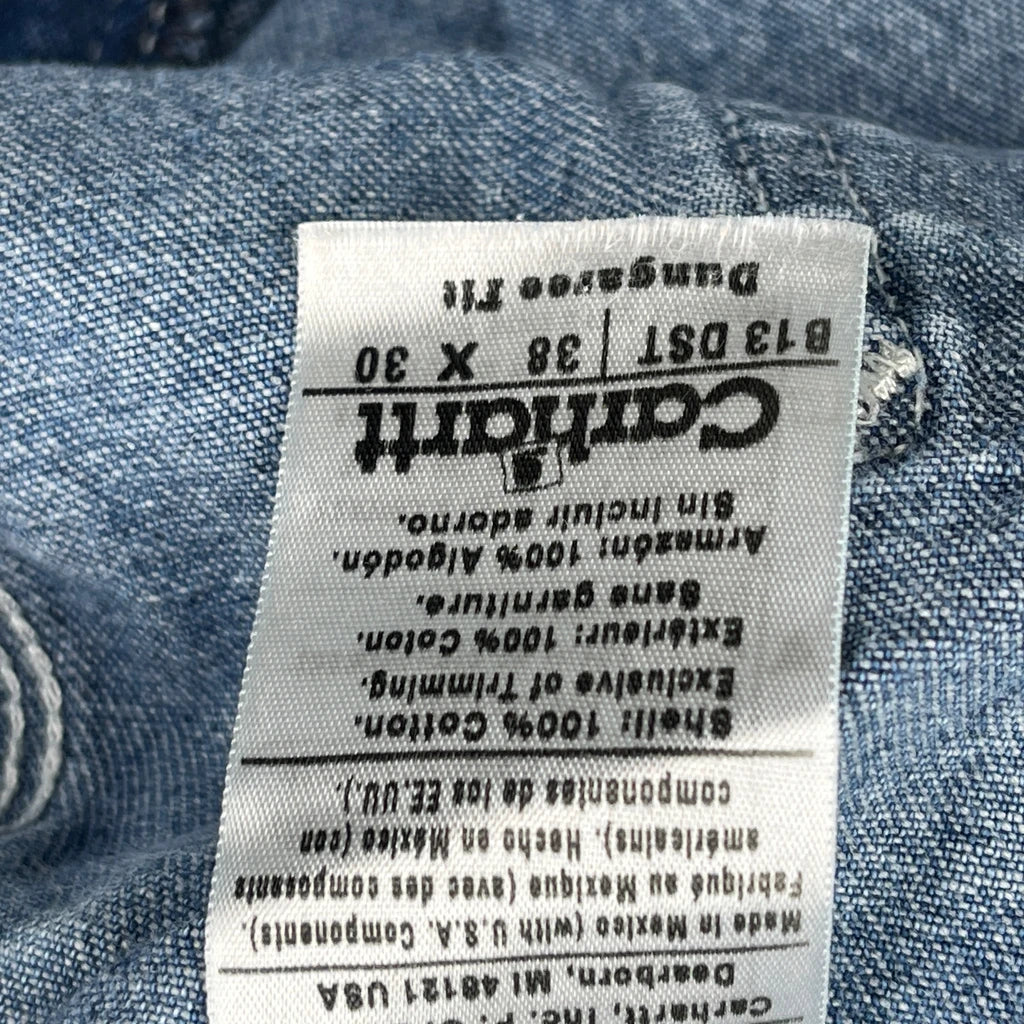 Carhartt, Inc. P.
Dearborn, MI 48121 USA
Made in Mexico (with U.S.A. Components).
Fabriqué au Mexique (avec des composants
américains). Hecho en México (con
componentes de los EE.UU.).
Shell: 100% Cotton.
Exclusive of Trimming.
Extérieur: 100% Coton.
Sans garniture.
Armazón: 100% Algodón.
Sin incluir adorno.
Carhartt
B13 DST | 38 X 30
Dungaree Fit